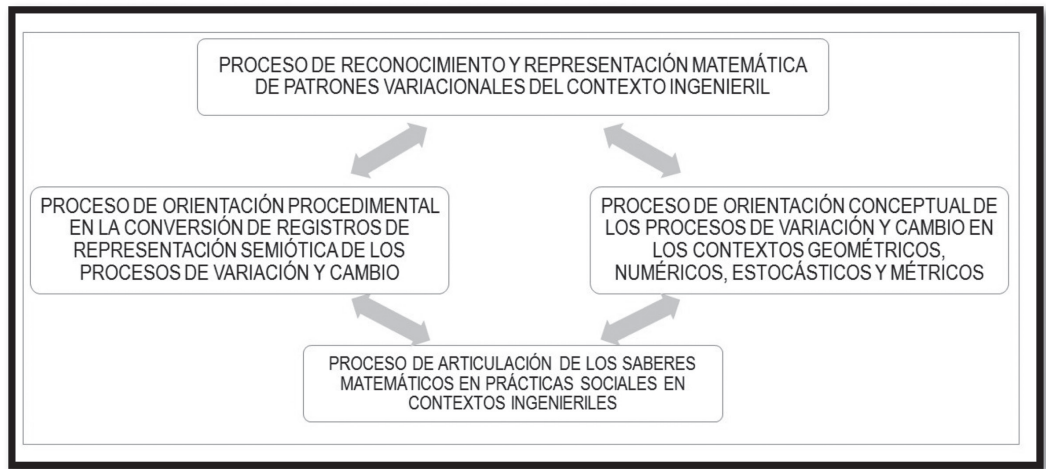 PROCESO DE RECONOCIMIENTO Y REPRESENTACIÓN MATEMÁTICA
DE PATRONES VARIACIONALES DEL CONTEXTO INGENIERIL
PROCESO DE ORIENTACIÓN PROCEDIMENTAL
EN LA CONVERSIÓN DE REGISTROS DE
REPRESENTACIÓN SEMIÓTICA DE LOS
PROCESOS DE VARIACIÓN Y CAMBIO
PROCESO DE ORIENTACIÓN CONCEPTUAL DE
LOS PROCESOS DE VARIACIÓN Y CAMBIO EN
LOS CONTEXTOS GEOMÉTRICOS,
NUMÉRICOS, ESTOCÁSTICOS Y MÉTRICOS
PROCESO DE ARTICULACIÓN DE LOS SABERES
MATEMÁTICOS EN PRÁCTICAS SOCIALES EN
CONTEXTOS INGENIERILES